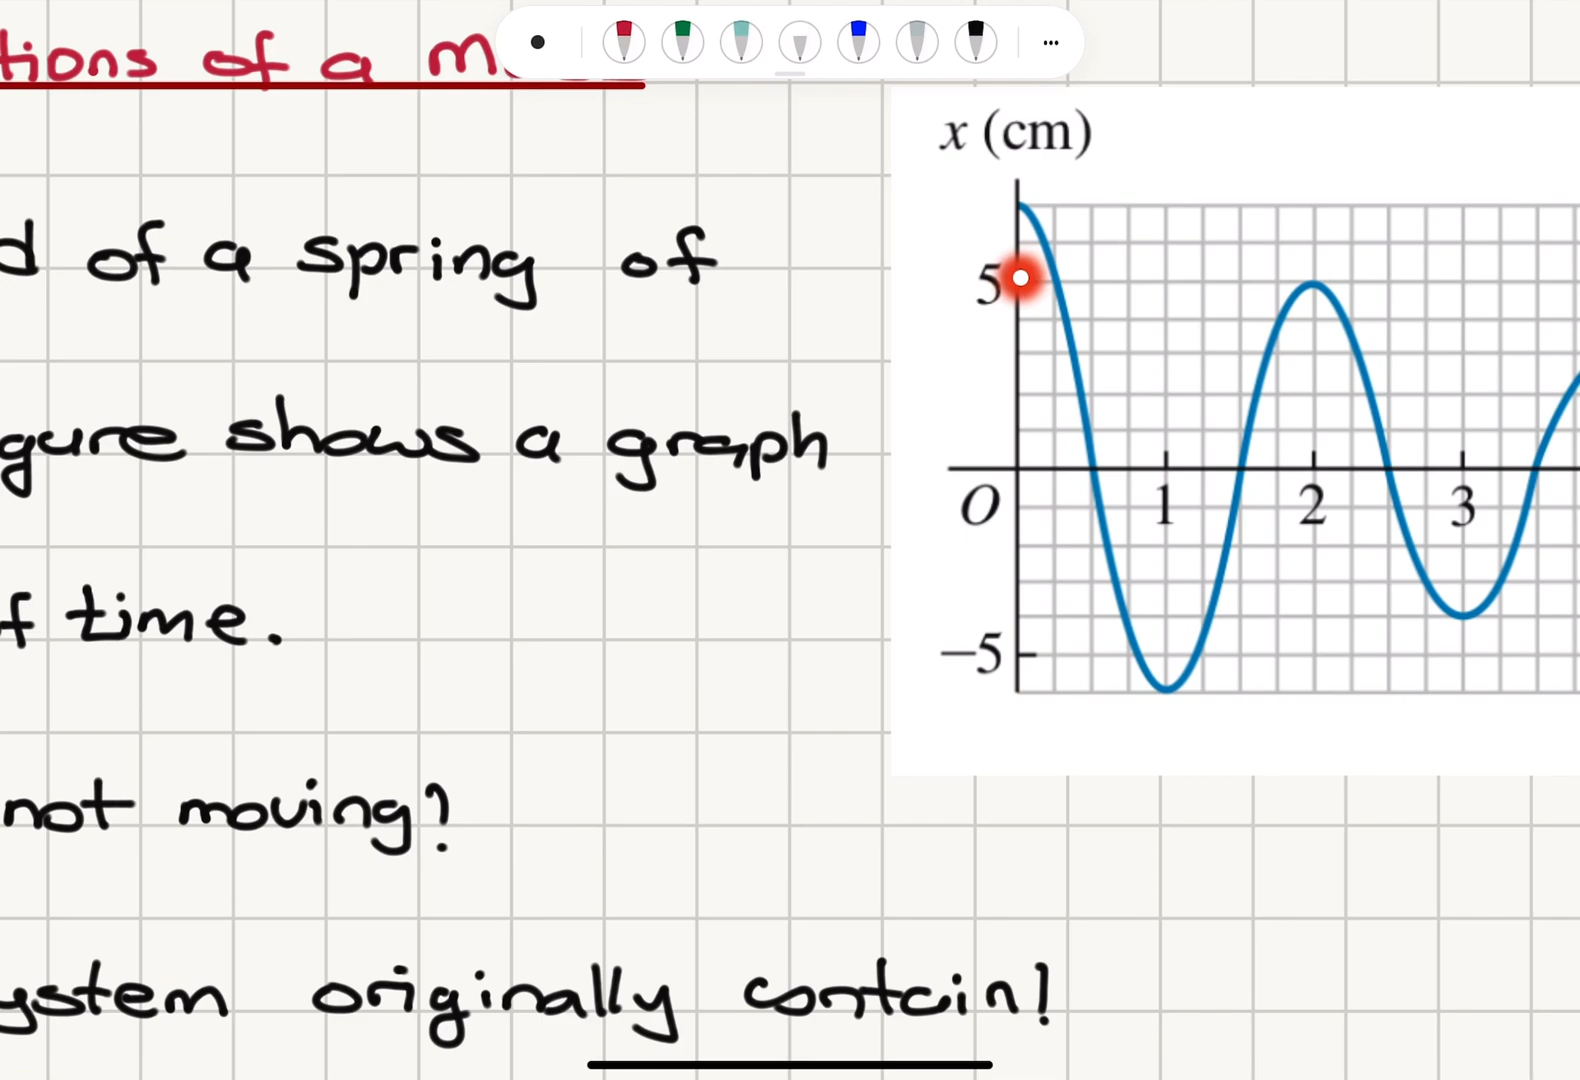 tions of a m
x (cm)
d of a spring of
5
gure shows a graph
O 1 2 3
f time.
−5
not moving?
ystem originally contain?